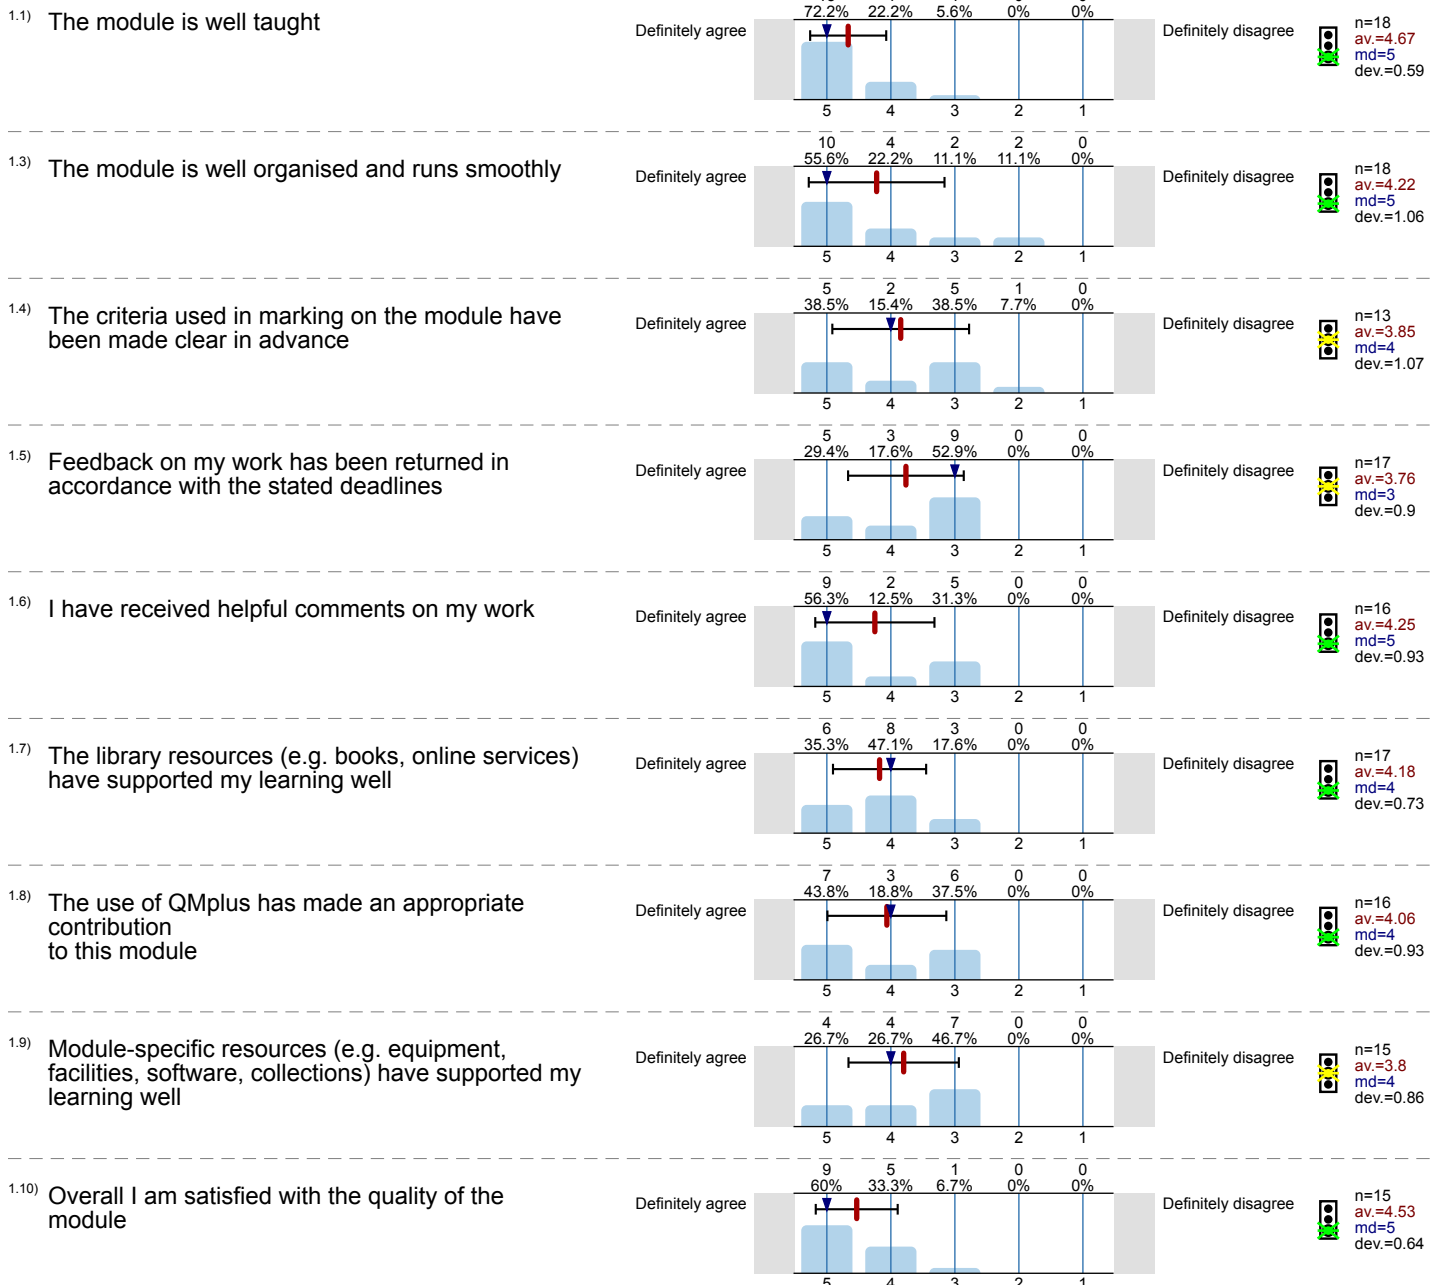 1.1) The module is well taught
Definitely agree
72.2% 22.2% 5.6% 0% 0%
5 4 3 2 1
Definitely disagree
n=18
av.=4.67
md=5
dev.=0.59
1.3) The module is well organised and runs smoothly
Definitely agree
10 4 2 2 0
55.6% 22.2% 11.1% 11.1% 0%
5 4 3 2 1
Definitely disagree
n=18
av.=4.22
md=5
dev.=1.06
1.4) The criteria used in marking on the module have
been made clear in advance
Definitely agree
5 2 5 1 0
38.5% 15.4% 38.5% 7.7% 0%
5 4 3 2 1
Definitely disagree
n=13
av.=3.85
md=4
dev.=1.07
1.5) Feedback on my work has been returned in
accordance with the stated deadlines
Definitely agree
5 3 9 0 0
29.4% 17.6% 52.9% 0% 0%
5 4 3 2 1
Definitely disagree
n=17
av.=3.76
md=3
dev.=0.9
1.6) I have received helpful comments on my work
Definitely agree
9 2 5 0 0
56.3% 12.5% 31.3% 0% 0%
5 4 3 2 1
Definitely disagree
n=16
av.=4.25
md=5
dev.=0.93
1.7) The library resources (e.g. books, online services)
have supported my learning well
Definitely agree
6 8 3 0 0
35.3% 47.1% 17.6% 0% 0%
5 4 3 2 1
Definitely disagree
n=17
av.=4.18
md=4
dev.=0.73
1.8) The use of QMplus has made an appropriate
contribution
to this module
Definitely agree
7 3 6 0 0
43.8% 18.8% 37.5% 0% 0%
5 4 3 2 1
Definitely disagree
n=16
av.=4.06
md=4
dev.=0.93
1.9) Module-specific resources (e.g. equipment,
facilities, software, collections) have supported my
learning well
Definitely agree
4 4 7 0 0
26.7% 26.7% 46.7% 0% 0%
5 4 3 2 1
Definitely disagree
n=15
av.=3.8
md=4
dev.=0.86
1.10) Overall I am satisfied with the quality of the
module
Definitely agree
9 5 1 0 0
60% 33.3% 6.7% 0% 0%
5 4 3 2 1
Definitely disagree
n=15
av.=4.53
md=5
dev.=0.64